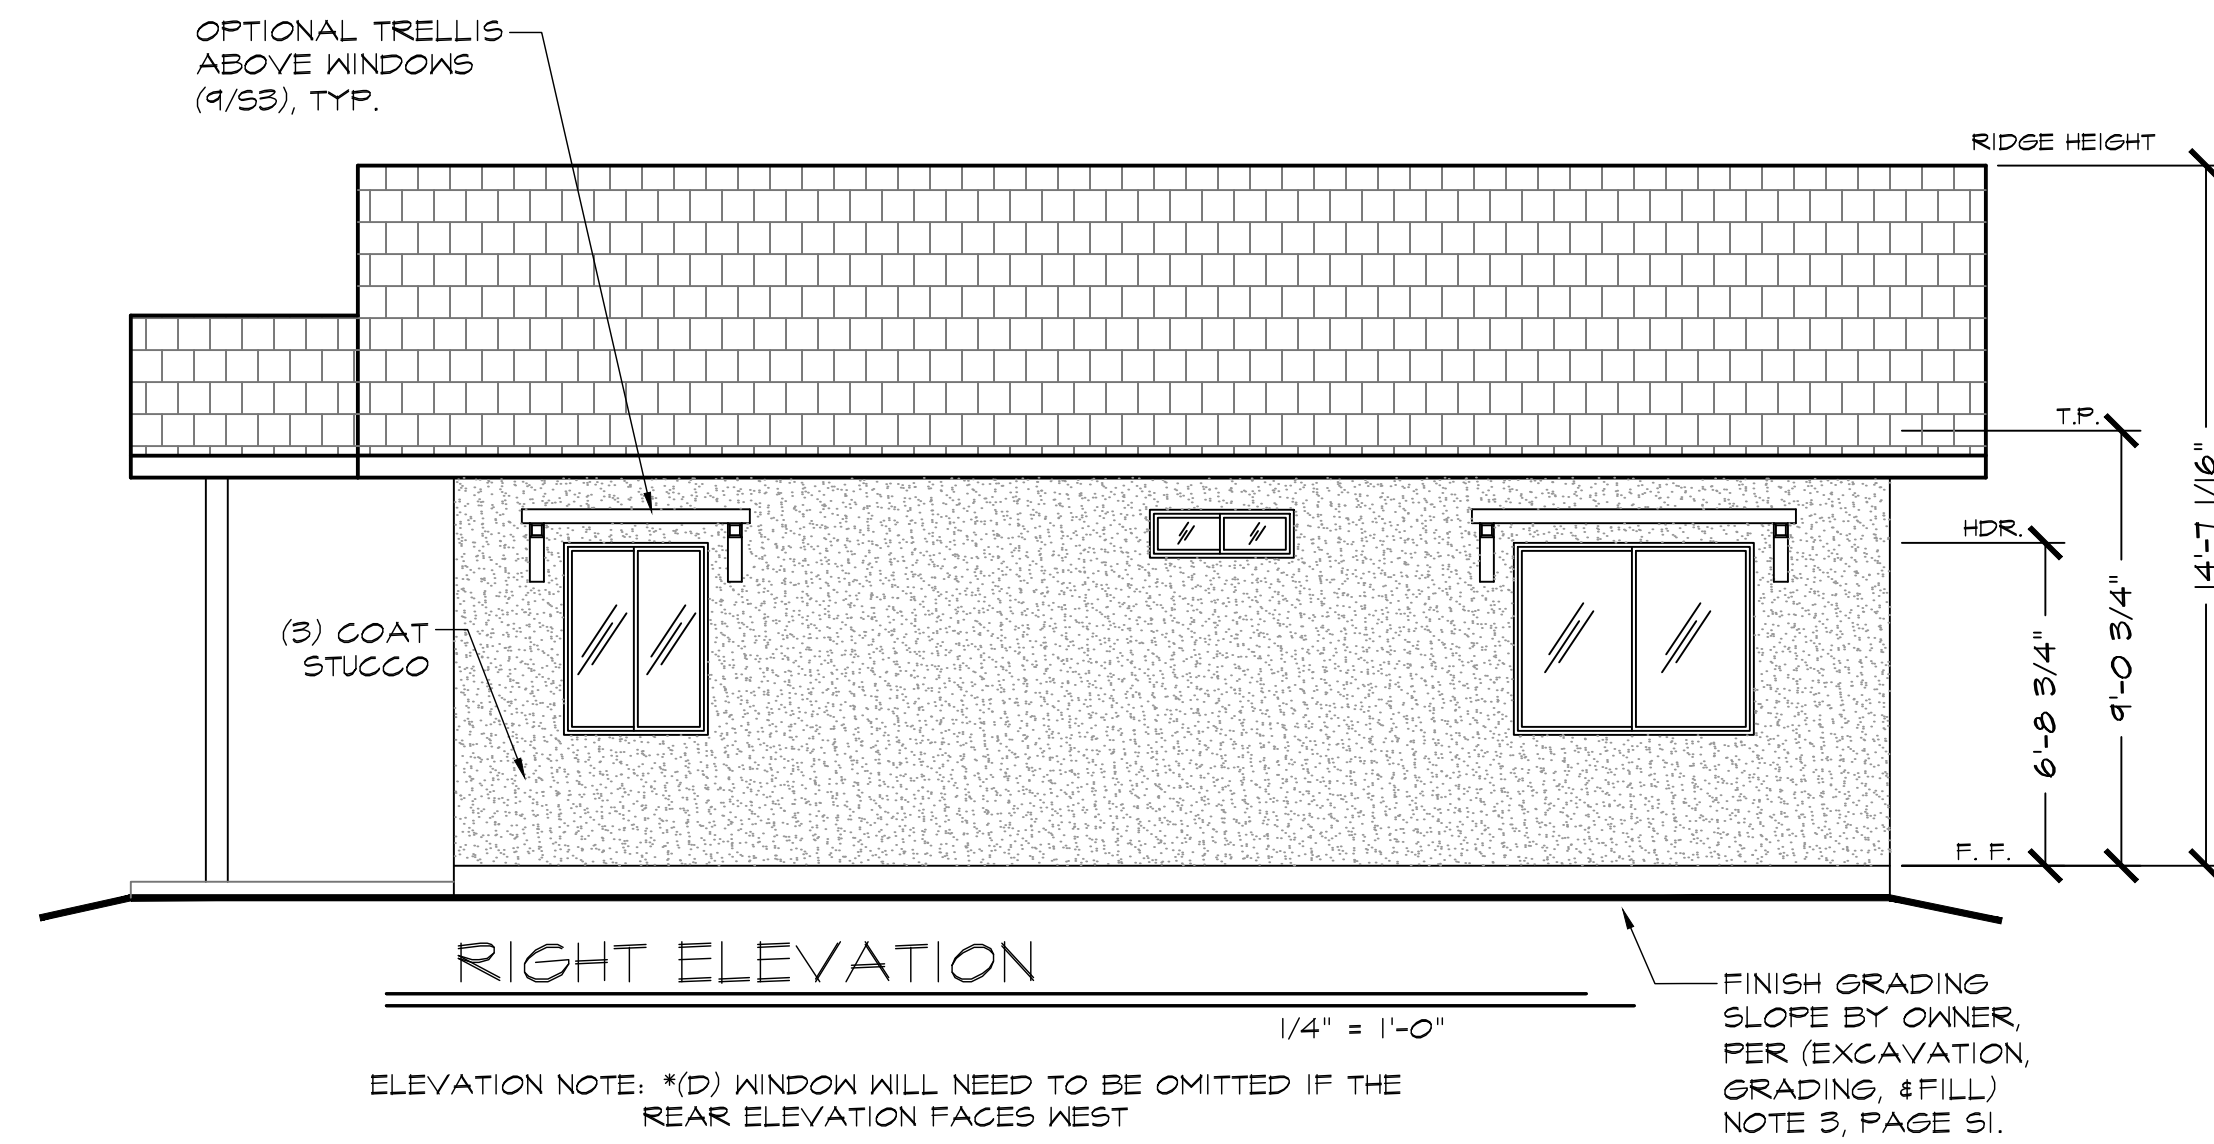 OPTIONAL TRELLIS
ABOVE WINDOWS
(9/S3), TYP.
RIDGE HEIGHT
T.P.
14'-7 1/16"
HDR.
9'-0 3/4"
6'-8 3/4"
(3) COAT
STUCCO
F. F.
RIGHT ELEVATION
1/4" = 1'-0"
FINISH GRADING
SLOPE BY OWNER,
PER (EXCAVATION,
GRADING, &FILL)
NOTE 3, PAGE S1.
ELEVATION NOTE: *(D) WINDOW WILL NEED TO BE OMITTED IF THE
REAR ELEVATION FACES WEST